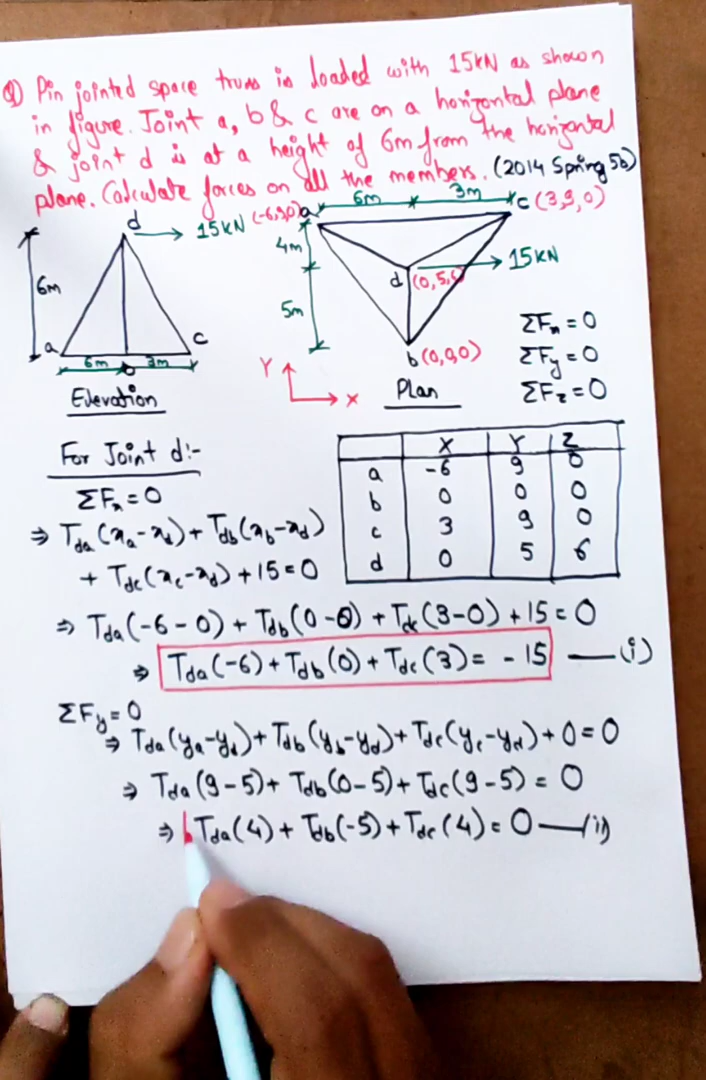 Q) Pin jointed space truss is loaded with 15kN as shown
in figure. Joint a, b & c are on a horizontal plane
& joint d is at a height of 6m from the horizontal
plane. Calculate forces on all the members. (2014 Spring 5b)
d
15kN
6m
a
c
6m
b
3m
Elevation
6m
3m
(-6,9,0) a
c (3,9,0)
4m
d
15KN
5m
b (0,0,0)
Y
X
Plan
ΣFx = 0
ΣFy = 0
ΣFz = 0
X Y Z
a -6 9 0
b 0 0 0
c 3 9 0
d 0 5 6
For Joint d:-
ΣFx = 0
⇒ Tda (xa-xd) + Tdb (xb-xd)
+ Tdc (xc-xd) + 15 = 0
⇒ Tda (-6-0) + Tdb (0-0) + Tdc (3-0) + 15 = 0
⇒ Tda (-6) + Tdb (0) + Tdc (3) = - 15 —(i)
ΣFy = 0
⇒ Tda (ya-yd) + Tdb (yb-yd) + Tdc (yc-yd) + 0 = 0
⇒ Tda (9-5) + Tdb (0-5) + Tdc (9-5) = 0
⇒ Tda (4) + Tdb (-5) + Tdc (4) = 0 —(ii)